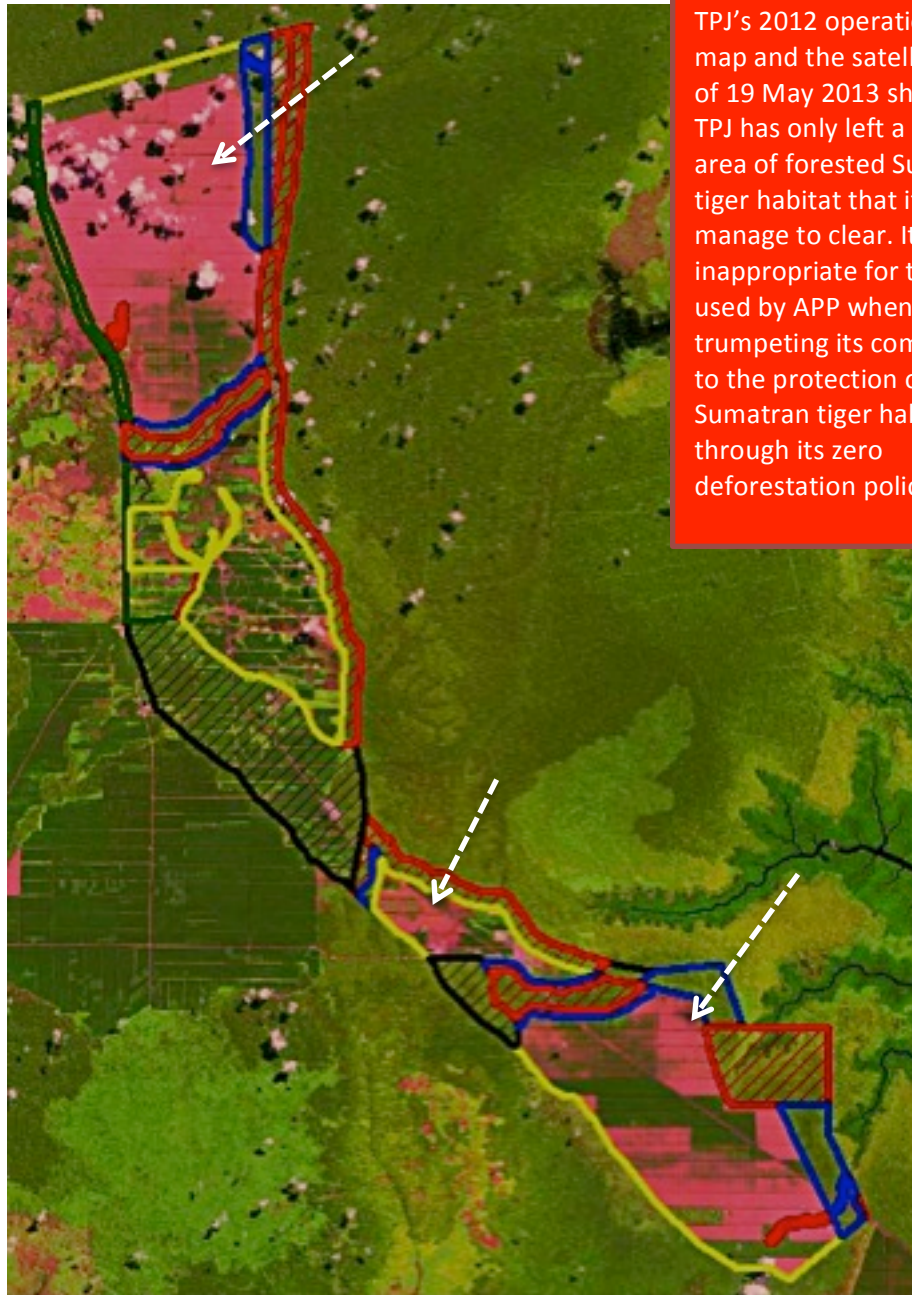 TPJ’s 2012 operati
map and the satell
of 19 May 2013 sh
TPJ has only left a
area of forested Su
tiger habitat that i
manage to clear. It
inappropriate for t
used by APP when
trumpeting its com
to the protection o
Sumatran tiger hab
through its zero
deforestation polic